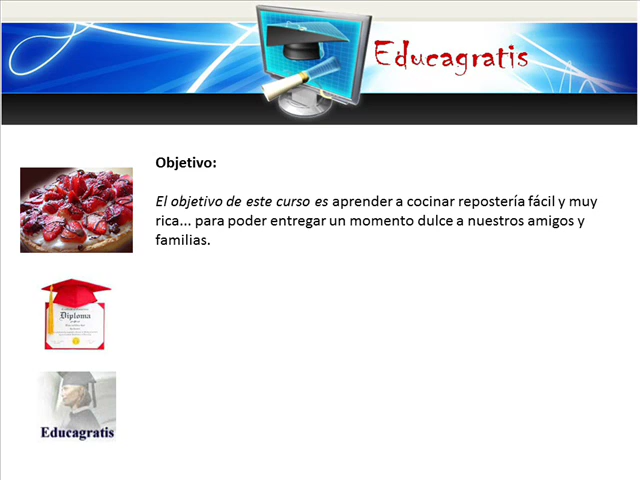 Educagratis
Objetivo:
El objetivo de este curso es aprender a cocinar repostería fácil y muy
rica... para poder entregar un momento dulce a nuestros amigos y
familias.
Diploma
Educagratis